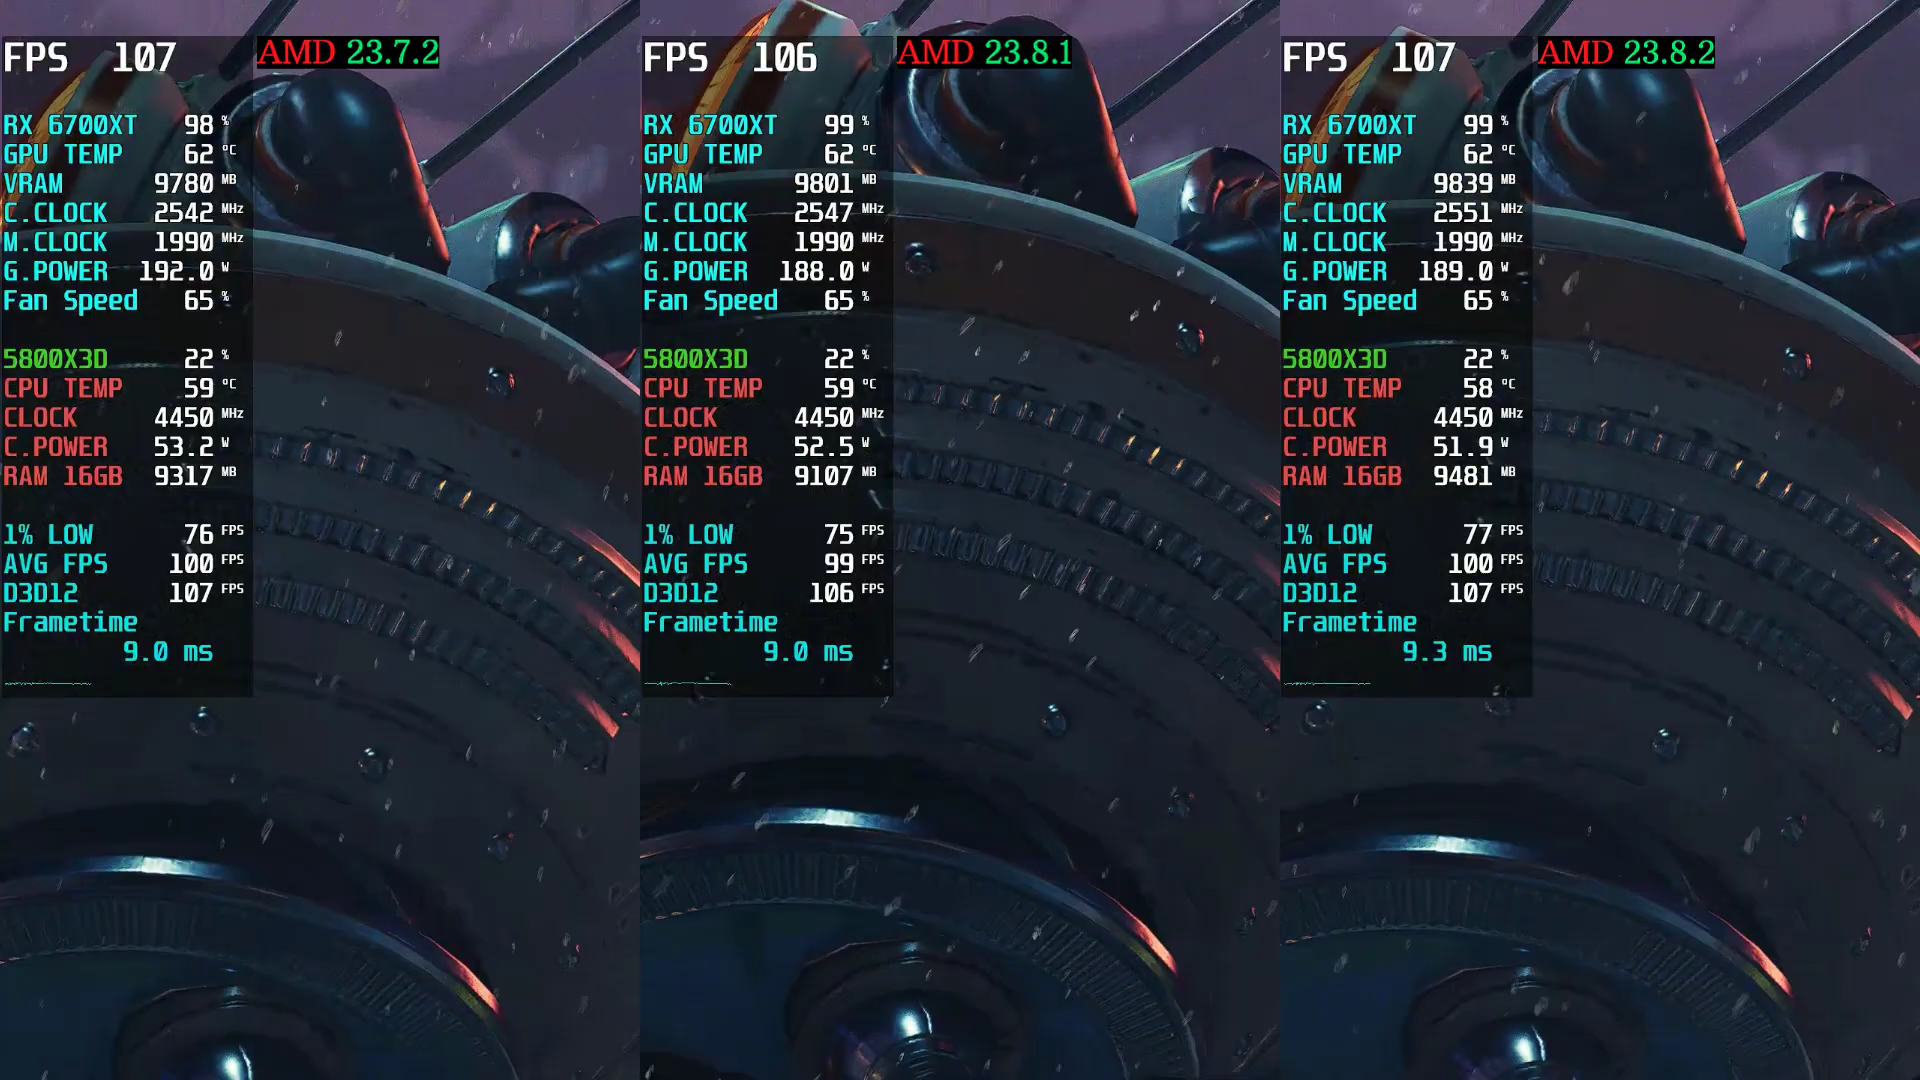 FPS 107 AMD 23.7.2
RX 6700XT 98 %
GPU TEMP 62 °C
VRAM 9780 MB
C.CLOCK 2542 MHz
M.CLOCK 1990 MHz
G.POWER 192.0 W
Fan Speed 65 %
5800X3D 22 %
CPU TEMP 59 °C
CLOCK 4450 MHz
C.POWER 53.2 W
RAM 16GB 9317 MB
1% LOW 76 FPS
AVG FPS 100 FPS
D3D12 107 FPS
Frametime
9.0 ms
FPS 106 AMD 23.8.1
RX 6700XT 99 %
GPU TEMP 62 °C
VRAM 9801 MB
C.CLOCK 2547 MHz
M.CLOCK 1990 MHz
G.POWER 188.0 W
Fan Speed 65 %
5800X3D 22 %
CPU TEMP 59 °C
CLOCK 4450 MHz
C.POWER 52.5 W
RAM 16GB 9107 MB
1% LOW 75 FPS
AVG FPS 99 FPS
D3D12 106 FPS
Frametime
9.0 ms
FPS 107 AMD 23.8.2
RX 6700XT 99 %
GPU TEMP 62 °C
VRAM 9839 MB
C.CLOCK 2551 MHz
M.CLOCK 1990 MHz
G.POWER 189.0 W
Fan Speed 65 %
5800X3D 22 %
CPU TEMP 58 °C
CLOCK 4450 MHz
C.POWER 51.9 W
RAM 16GB 9481 MB
1% LOW 77 FPS
AVG FPS 100 FPS
D3D12 107 FPS
Frametime
9.3 ms